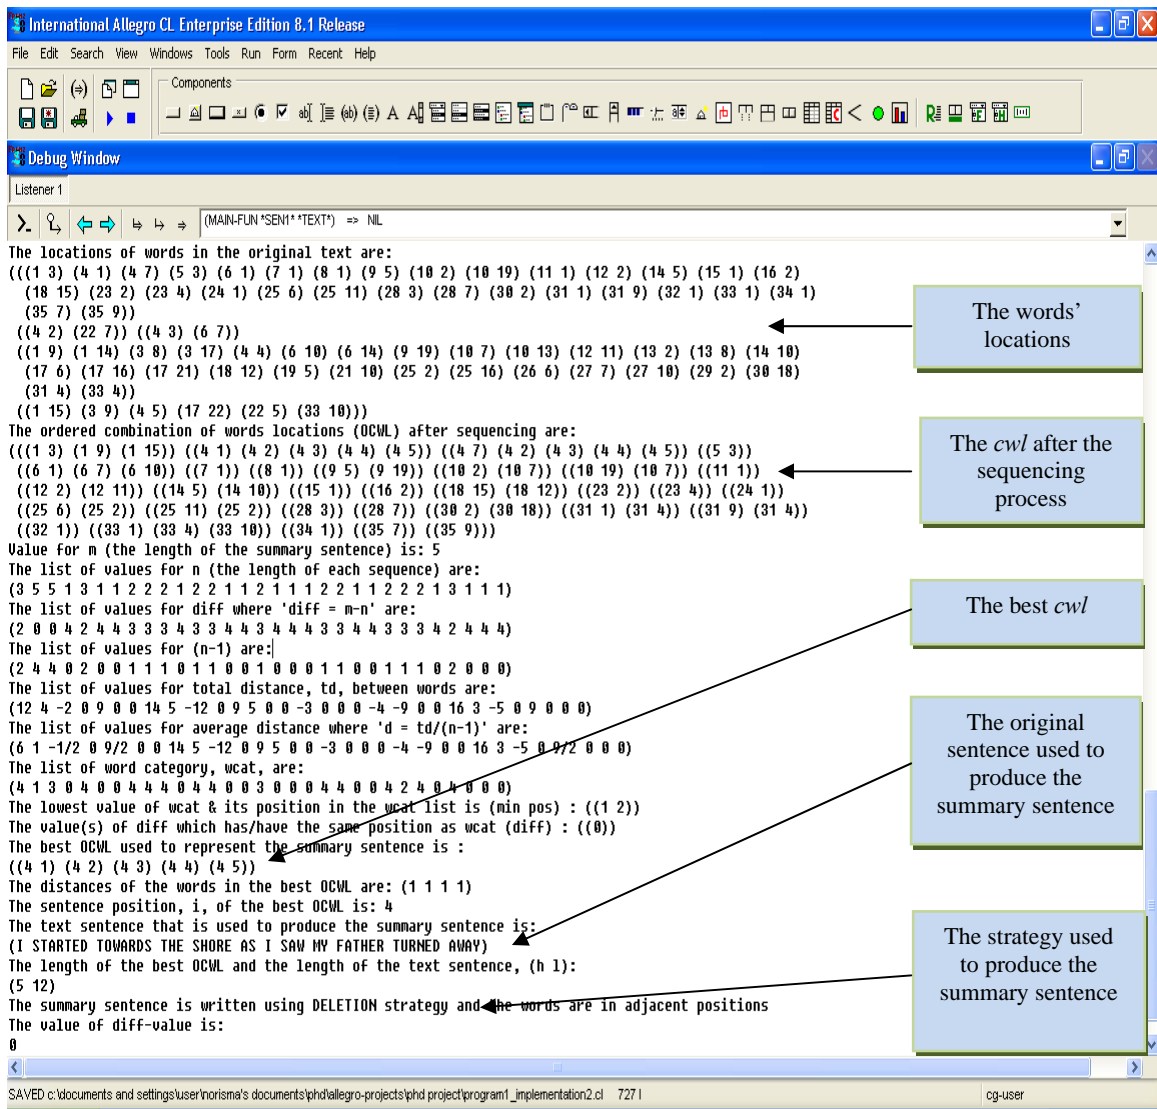 International Allegro CL Enterprise Edition 8.1 Release
File Edit Search View Windows Tools Run Form Recent Help
Components
Debug Window
Listener 1
(MAIN-FUN *SEN1* *TEXT*) => NIL
The locations of words in the original text are:
(((1 3) (4 1) (4 7) (5 3) (6 1) (7 1) (8 1) (9 5) (10 2) (10 19) (11 1) (12 2) (14 5) (15 1) (16 2)
(18 15) (23 2) (23 4) (24 1) (25 6) (25 11) (28 3) (28 7) (30 2) (31 1) (31 9) (32 1) (33 1) (34 1)
(35 7) (35 9))
((4 2) (22 7)) ((4 3) (6 7))
((1 9) (1 14) (3 8) (3 17) (4 4) (6 10) (6 14) (9 19) (10 7) (10 13) (12 11) (13 2) (13 8) (14 10)
(17 6) (17 16) (17 21) (18 12) (19 5) (21 10) (25 2) (25 16) (26 6) (27 7) (27 10) (29 2) (30 18)
(31 4) (33 4))
((1 15) (3 9) (4 5) (17 22) (22 5) (33 10)))
The words'
locations
The ordered combination of words locations (OCWL) after sequencing are:
(((1 3) (1 9) (1 15)) ((4 1) (4 2) (4 3) (4 4) (4 5)) ((4 7) (4 2) (4 3) (4 4) (4 5)) ((5 3))
((6 1) (6 7) (6 10)) ((7 1)) ((8 1)) ((9 5) (9 19)) ((10 2) (10 7)) ((10 19) (10 7)) ((11 1))
((12 2) (12 11)) ((14 5) (14 10)) ((15 1)) ((16 2)) ((18 15) (18 12)) ((23 2)) ((23 4)) ((24 1))
((25 6) (25 2)) ((25 11) (25 2)) ((28 3)) ((28 7)) ((30 2) (30 18)) ((31 1) (31 4)) ((31 9) (31 4))
((32 1)) ((33 1) (33 4) (33 10)) ((34 1)) ((35 7)) ((35 9)))
The cwl after the
sequencing
process
Value for m (the length of the summary sentence) is: 5
The list of values for n (the length of each sequence) are:
(3 5 5 1 3 1 1 2 2 2 1 2 2 1 1 2 1 1 1 2 2 1 1 2 2 2 1 3 1 1 1)
The list of values for diff where 'diff = m-n' are:
(2 0 0 4 2 4 4 3 3 3 4 3 3 4 4 3 4 4 4 3 3 4 4 3 3 3 4 2 4 4 4)
The list of values for (n-1) are:
(2 4 4 0 2 0 0 1 1 1 0 1 1 0 0 1 0 0 0 1 1 0 0 1 1 1 0 2 0 0 0)
The best cwl
The list of values for total distance, td, between words are:
(12 4 -2 0 9 0 0 14 5 -12 0 9 5 0 0 -3 0 0 0 -4 -9 0 0 16 3 -5 0 9 0 0 0)
The list of values for average distance where 'd = td/(n-1)' are:
(6 1 -1/2 0 9/2 0 0 14 5 -12 0 9 5 0 0 -3 0 0 0 -4 -9 0 0 16 3 -5 0 9/2 0 0 0)
The list of word category, wcat, are:
(4 1 3 0 4 0 0 4 4 4 0 4 4 0 0 3 0 0 0 4 4 0 0 4 2 4 0 4 0 0 0)
The original
sentence used to
produce the
summary sentence
The lowest value of wcat & its position in the wcat list is (min pos) : ((1 2))
The value(s) of diff which has/have the same position as wcat (diff) : ((0))
The best OCWL used to represent the summary sentence is :
((4 1) (4 2) (4 3) (4 4) (4 5))
The distances of the words in the best OCWL are: (1 1 1 1)
The sentence position, i, of the best OCWL is: 4
The text sentence that is used to produce the summary sentence is:
(I STARTED TOWARDS THE SHORE AS I SAW MY FATHER TURNED AWAY)
The length of the best OCWL and the length of the text sentence, (h l):
(5 12)
The summary sentence is written using DELETION strategy and the words are in adjacent positions
The value of diff-value is:
0
The strategy used
to produce the
summary sentence
SAVED c:\documents and settings\user\norisma's documents\phd\allegro-projects\phd project\program1_implementation2.cl 727 l
cg-user